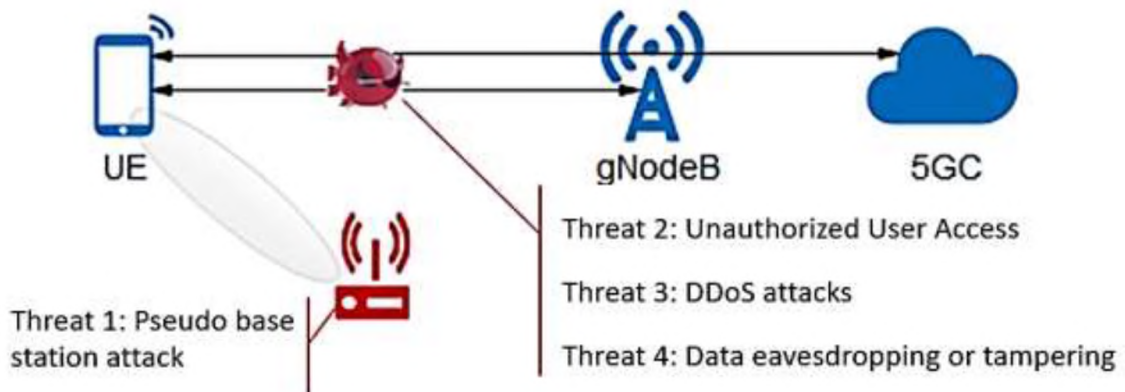 UE
gNodeB
5GC
Threat 2: Unauthorized User Access
Threat 3: DDoS attacks
Threat 4: Data eavesdropping or tampering
Threat 1: Pseudo base
station attack